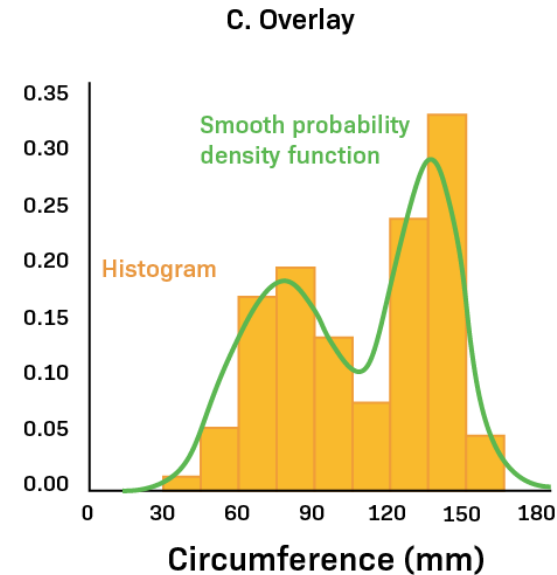 C. Overlay
0.35
0.30
0.25
0.20
0.15
0.10
0.05
0.00
Smooth probability
density function
Histogram
0 30 60 90 120 150 180
Circumference (mm)